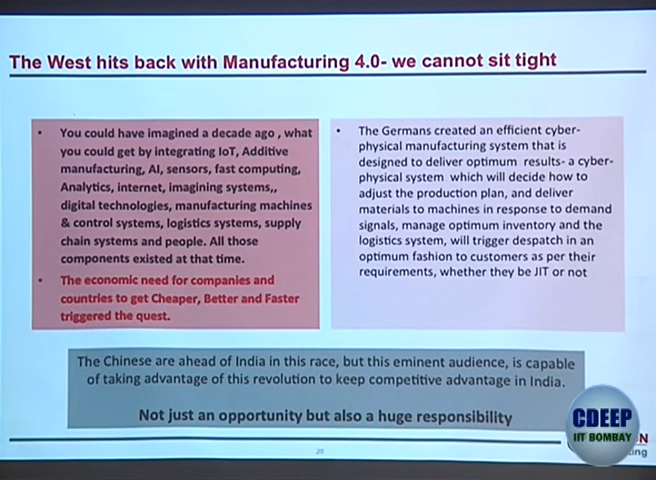 The West hits back with Manufacturing 4.0- we cannot sit tight
• You could have imagined a decade ago , what
you could get by integrating IoT, Additive
manufacturing, AI, sensors, fast computing,
Analytics, internet, imagining systems,,
digital technologies, manufacturing machines
& control systems, logistics systems, supply
chain systems and people. All those
components existed at that time.
• The economic need for companies and
countries to get Cheaper, Better and Faster
triggered the quest.
• The Germans created an efficient cyber-
physical manufacturing system that is
designed to deliver optimum results- a cyber-
physical system which will decide how to
adjust the production plan, and deliver
materials to machines in response to demand
signals, manage optimum inventory and the
logistics system, will trigger despatch in an
optimum fashion to customers as per their
requirements, whether they be JIT or not
The Chinese are ahead of India in this race, but this eminent audience, is capable
of taking advantage of this revolution to keep competitive advantage in India.
Not just an opportunity but also a huge responsibility
CDEEP
IIT BOMBAY